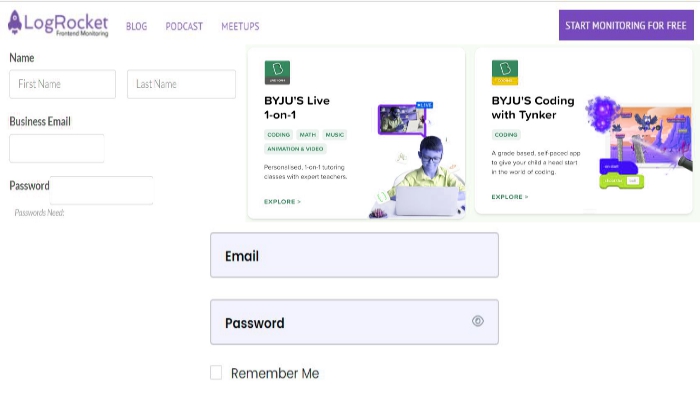 LogRocket
Frontend Monitoring
BLOG PODCAST MEETUPS
START MONITORING FOR FREE
Name
First Name Last Name
Business Email
Password
Passwords Need:
BYJU'S Live
1-on-1
CODING MATH MUSIC
ANIMATION & VIDEO
Personalised, 1-on-1 tutoring
classes with expert teachers.
EXPLORE >
LIVE
BYJU'S Coding
with Tynker
CODING
A grade based, self-paced app
to give your child a head start
in the world of coding.
EXPLORE >
Email
Password
Remember Me